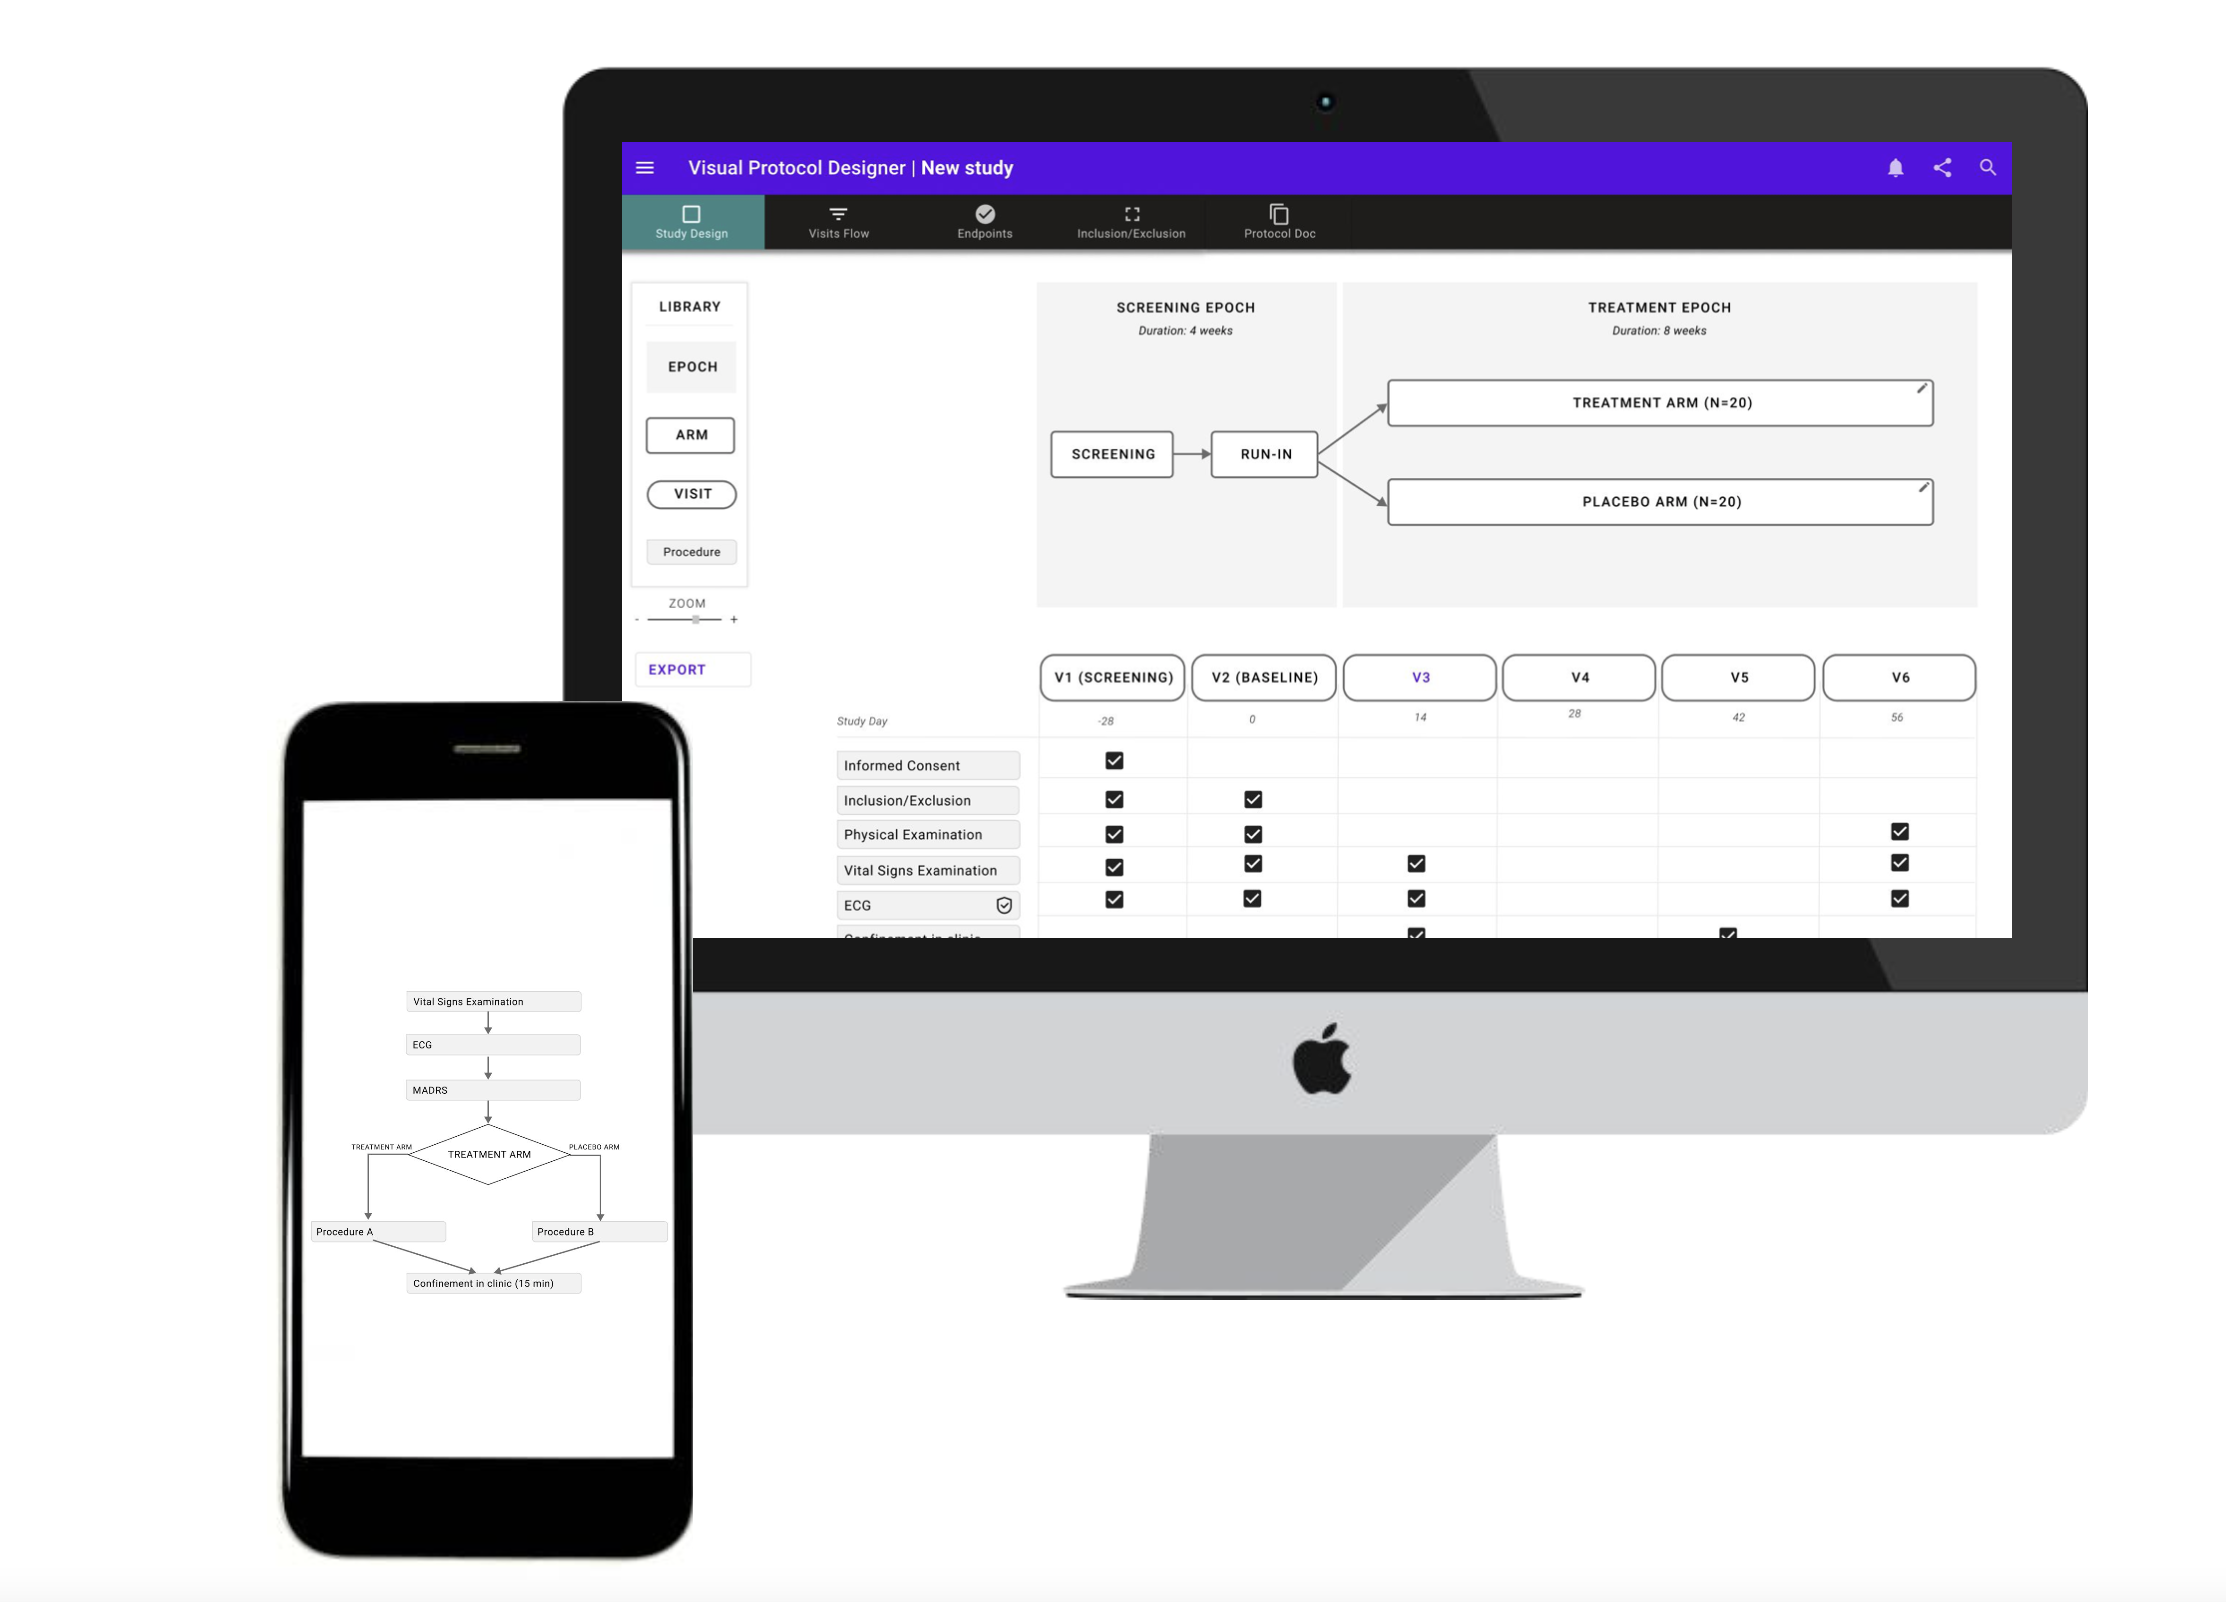 Visual Protocol Designer | New study
Study Design
Visits Flow
Endpoints
Inclusion/Exclusion
Protocol Doc
LIBRARY
EPOCH
ARM
VISIT
Procedure
ZOOM
- +
EXPORT
SCREENING EPOCH
Duration: 4 weeks
TREATMENT EPOCH
Duration: 8 weeks
SCREENING
RUN-IN
TREATMENT ARM (N=20)
PLACEBO ARM (N=20)
V1 (SCREENING)
V2 (BASELINE)
V3
V4
V5
V6
Study Day
-28
0
14
28
42
56
Informed Consent
Inclusion/Exclusion
Physical Examination
Vital Signs Examination
ECG
Confinement in clinic
Vital Signs Examination
ECG
MADRS
TREATMENT ARM
TREATMENT ARM
PLACEBO ARM
Procedure A
Procedure B
Confinement in clinic (15 min)